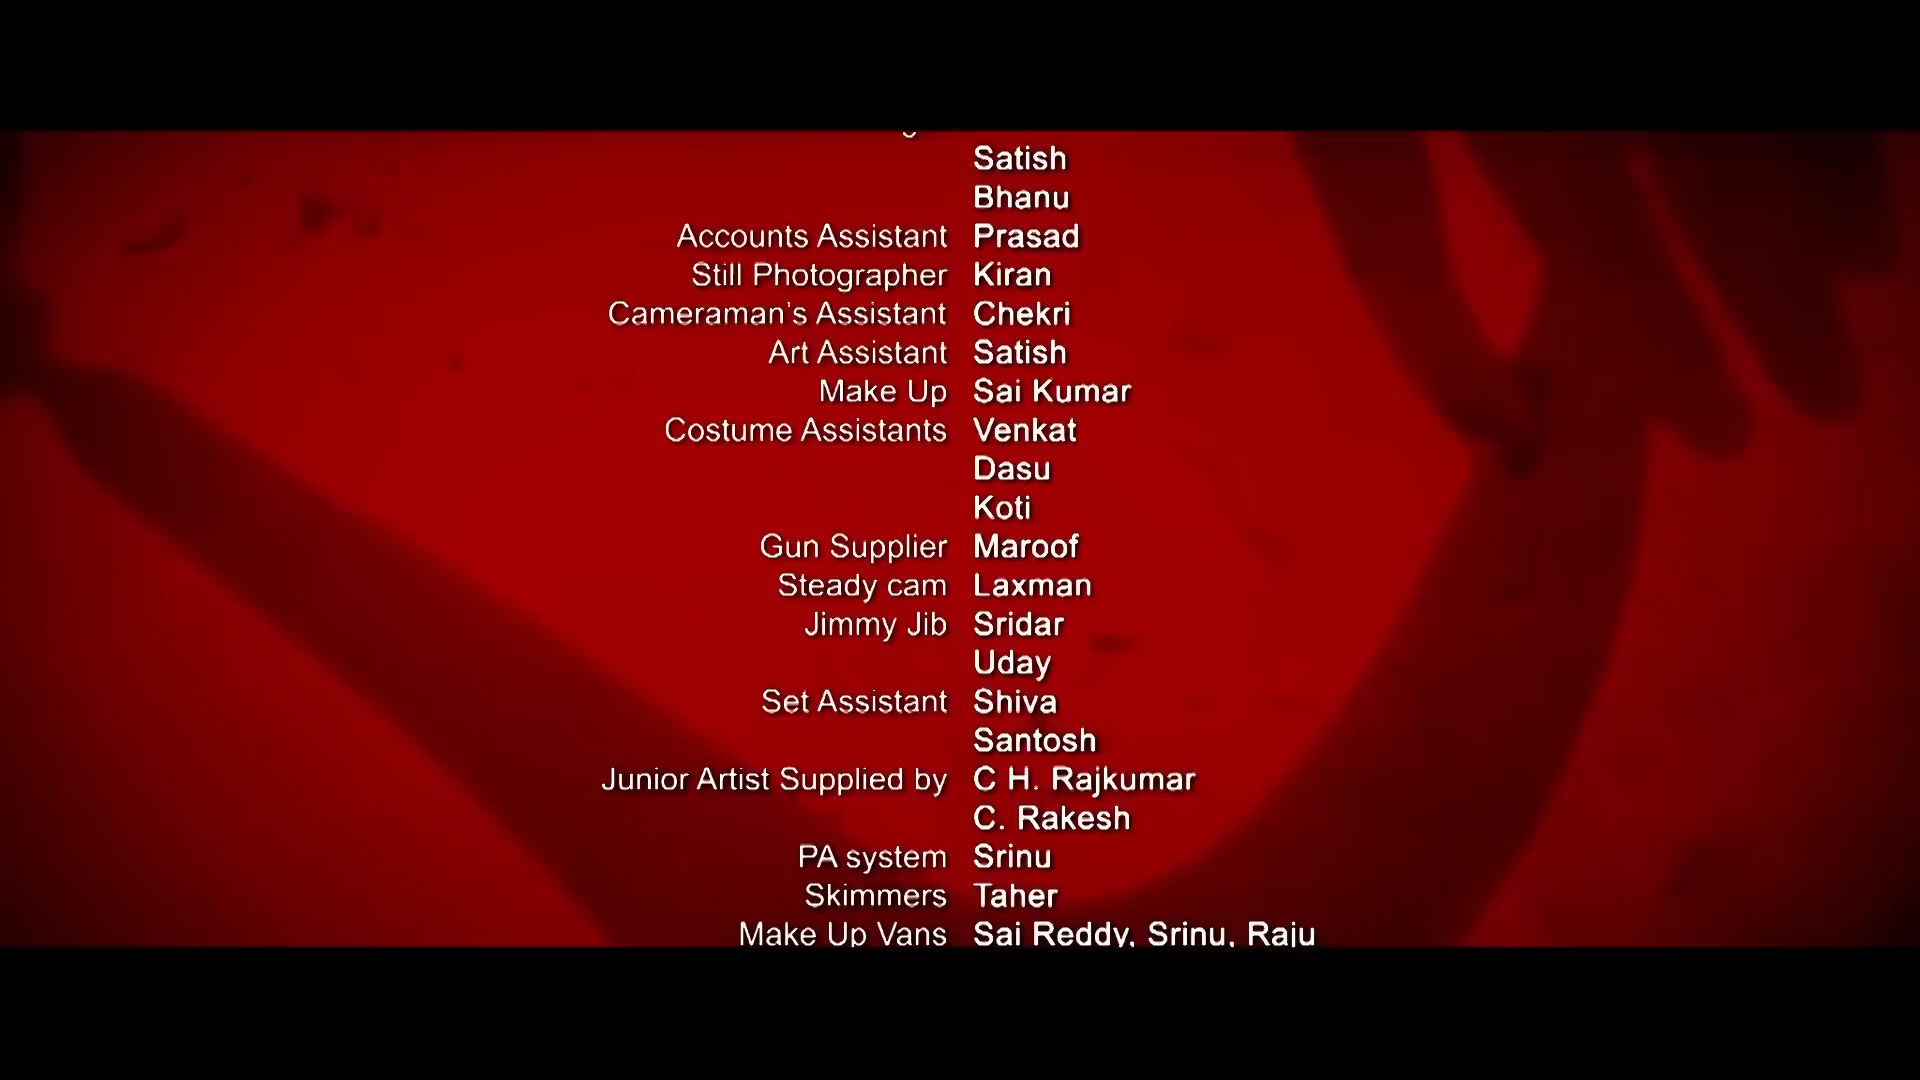 Satish
Bhanu
Accounts Assistant Prasad
Still Photographer Kiran
Cameraman's Assistant Chekri
Art Assistant Satish
Make Up Sai Kumar
Costume Assistants Venkat
Dasu
Koti
Gun Supplier Maroof
Steady cam Laxman
Jimmy Jib Sridar
Uday
Set Assistant Shiva
Santosh
Junior Artist Supplied by C H. Rajkumar
C. Rakesh
PA system Srinu
Skimmers Taher
Make Up Vans Sai Reddy, Srinu, Raju